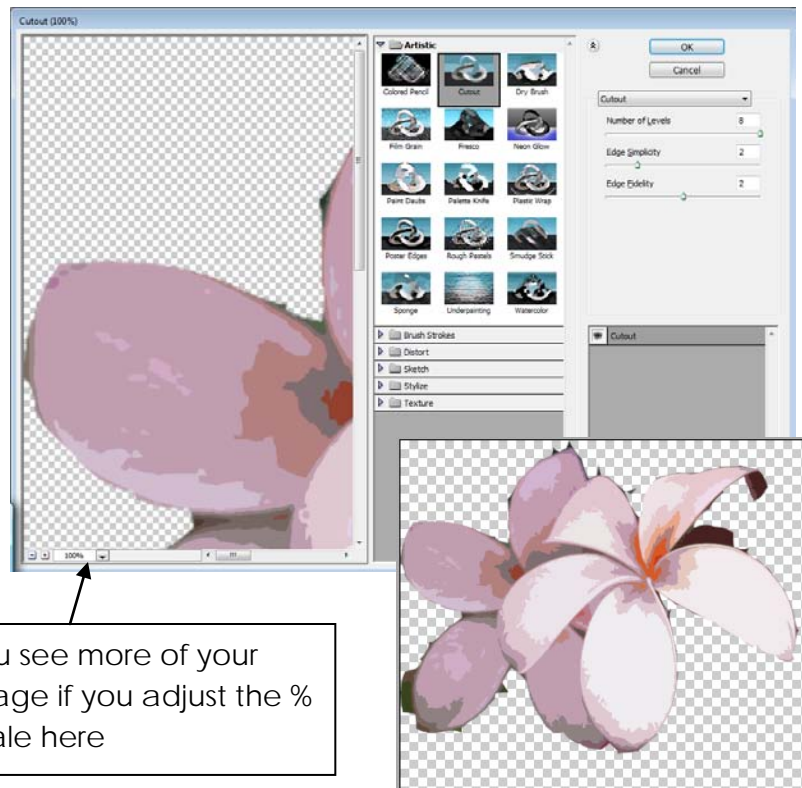 Cutout (100%)
Artistic
Colored Pencil Cutout Dry Brush
Film Grain Fresco Neon Glow
Paint Daubs Palette Knife Plastic Wrap
Poster Edges Rough Pastels Smudge Stick
Sponge Underpainting Watercolor
Brush Strokes
Distort
Sketch
Stylize
Texture
OK
Cancel
Cutout
Number of Levels 8
Edge Simplicity 2
Edge Fidelity 2
Cutout
100%
u see more of your
age if you adjust the %
ale here